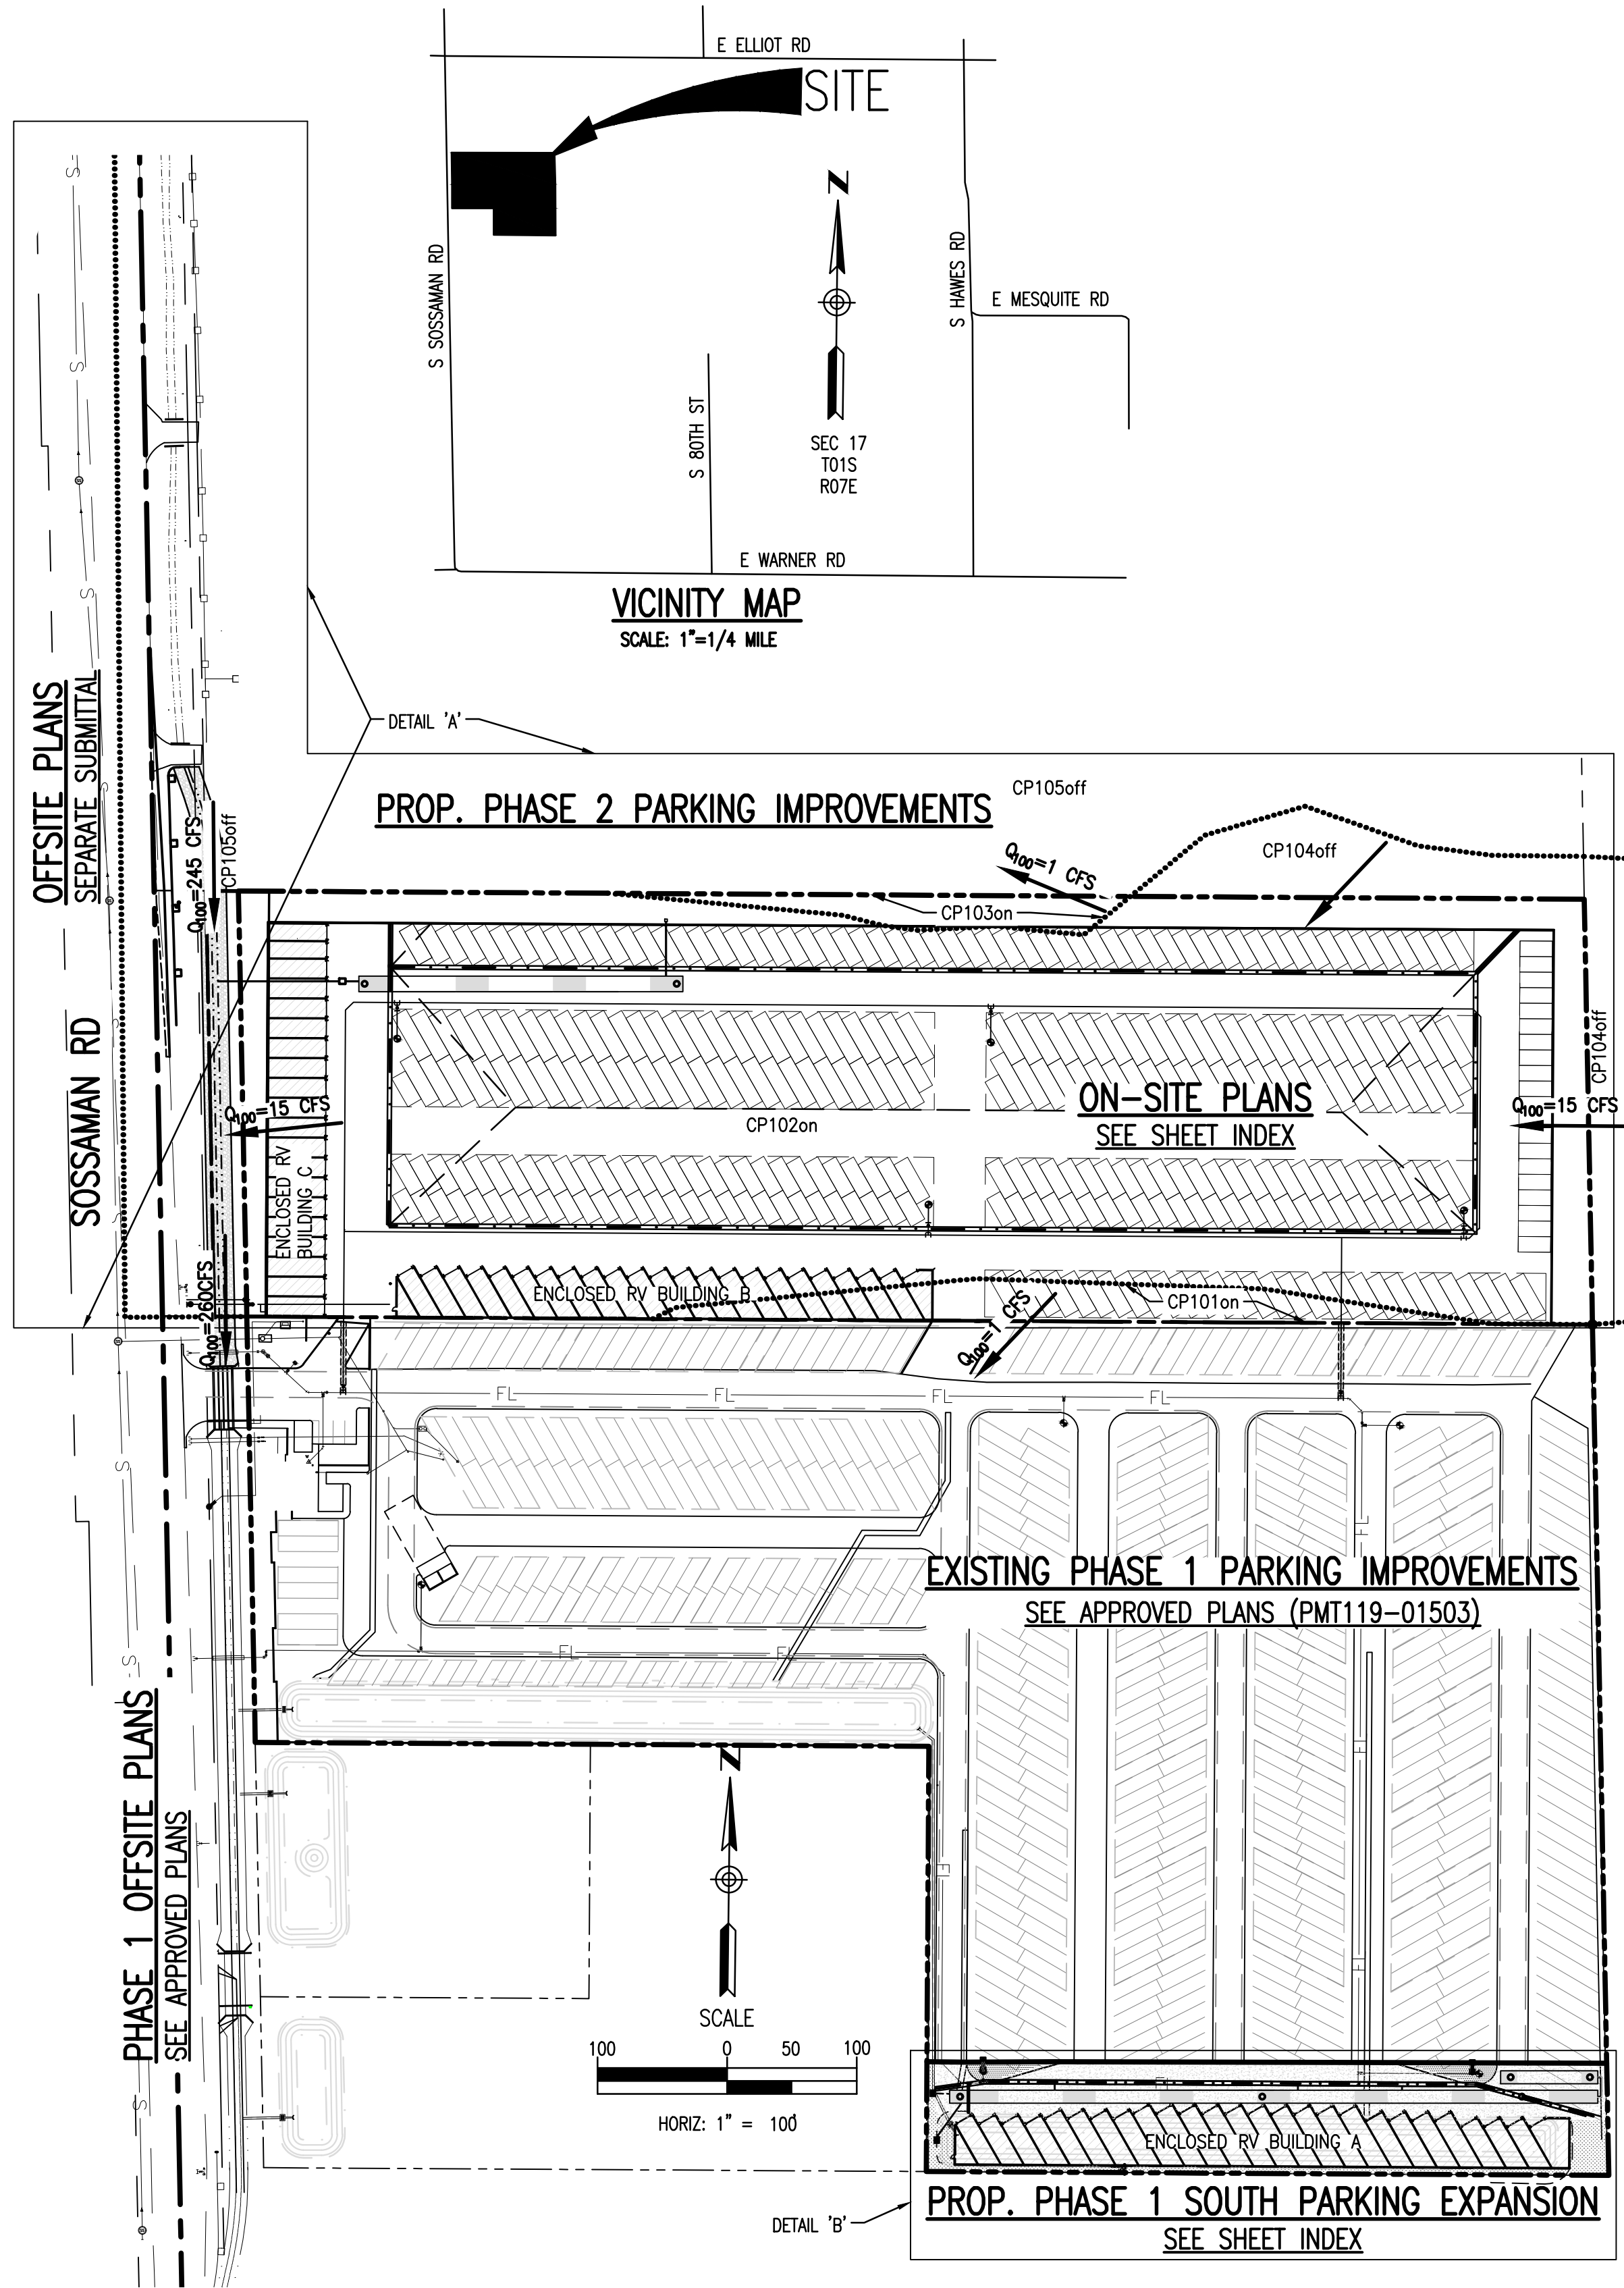 E ELLIOT RD
SITE
N
S SOSSAMAN RD
S HAWES RD
E MESQUITE RD
S 80TH ST
SEC 17
T01S
R07E
E WARNER RD
VICINITY MAP
SCALE: 1"=1/4 MILE
S
S
S
S
S
S
OFFSITE PLANS
SEPARATE SUBMITTAL
DETAIL 'A'
PROP. PHASE 2 PARKING IMPROVEMENTS
CP105off
CP104off
Q100=1 CFS
CP103on
Q100=245 CFS
CP105off
SOSSAMAN RD
ON-SITE PLANS
SEE SHEET INDEX
CP102on
CP104off
Q100=15 CFS
Q100=15 CFS
ENCLOSED RV
BUILDING C
ENCLOSED RV BUILDING B
CP101on
Q100=1 CFS
Q100=260CFS
FL
FL
FL
FL
EXISTING PHASE 1 PARKING IMPROVEMENTS
SEE APPROVED PLANS (PMT119-01503)
FL
FL
S
S
S
PHASE 1 OFFSITE PLANS
SEE APPROVED PLANS
N
SCALE
100 0 50 100
HORIZ: 1" = 100'
ENCLOSED RV BUILDING A
PROP. PHASE 1 SOUTH PARKING EXPANSION
SEE SHEET INDEX
DETAIL 'B'